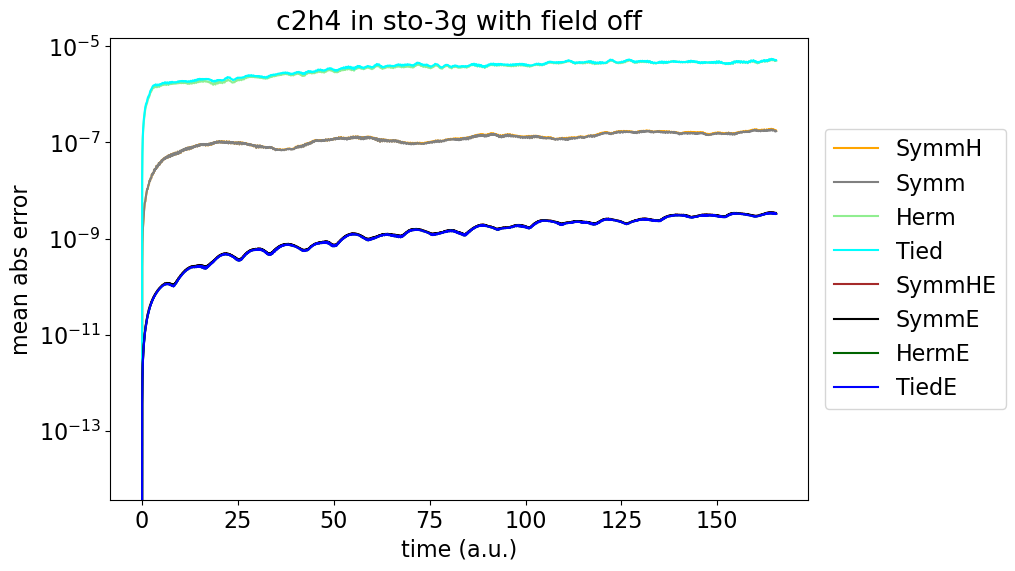 c2h4 in sto-3g with field off
mean abs error
10^{-5}
10^{-7}
10^{-9}
10^{-11}
10^{-13}
0 25 50 75 100 125 150
time (a.u.)
SymmH
Symm
Herm
Tied
SymmHE
SymmE
HermE
TiedE